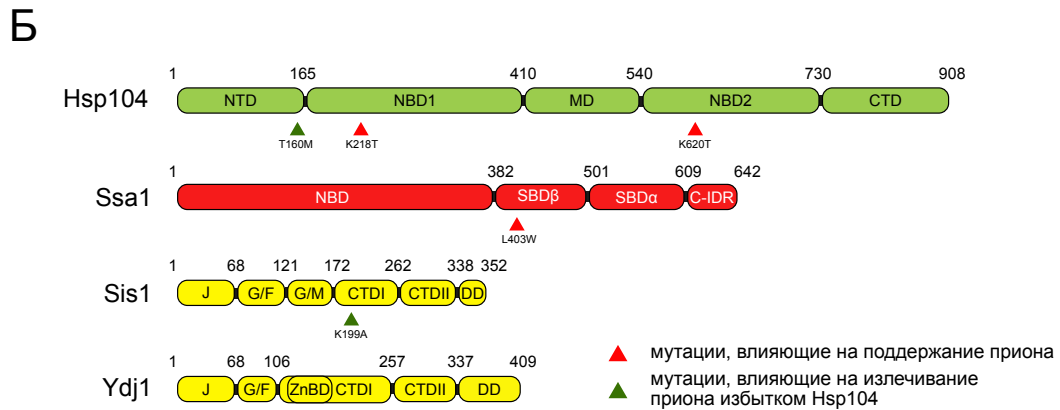 Б
1 165 410 540 730 908
Hsp104 NTD NBD1 MD NBD2 CTD
T160M K218T K620T
1 382 501 609 642
Ssa1 NBD SBDβ SBDα C-IDR
L403W
1 68 121 172 262 338 352
Sis1 J G/F G/M CTDI CTDII DD
K199A
1 68 106 257 337 409
Ydj1 J G/F ZnBD CTDI CTDII DD
мутации, влияющие на поддержание приона
мутации, влияющие на излечивание
приона избытком Hsp104